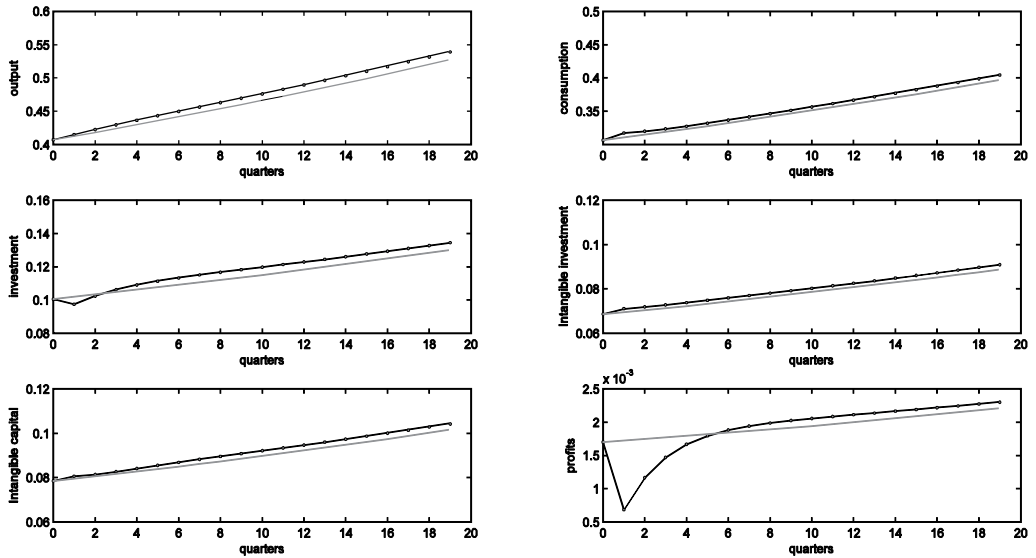 output
0.6
0.55
0.5
0.45
0.4
0 2 4 6 8 10 12 14 16 18 20
quarters
consumption
0.5
0.45
0.4
0.35
0 2 4 6 8 10 12 14 16 18 20
quarters
investment
0.16
0.14
0.12
0.1
0.08
0 2 4 6 8 10 12 14 16 18 20
quarters
Intangible investment
0.12
0.1
0.08
0.06
0 2 4 6 8 10 12 14 16 18 20
quarters
Intangible capital
0.12
0.1
0.08
0.06
0 2 4 6 8 10 12 14 16 18 20
quarters
profits
x 10⁻³
2.5
2
1.5
1
0.5
0 2 4 6 8 10 12 14 16 18 20
quarters